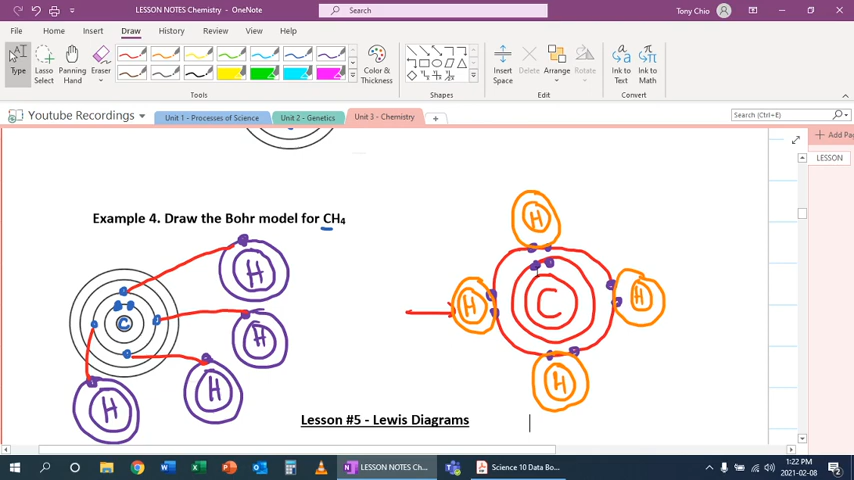 LESSON NOTES Chemistry - OneNote
Search
Tony Chio
File Home Insert Draw History Review View Help
Type
Lasso Select
Panning Hand
Eraser
Color & Thickness
Insert Space
Delete
Arrange
Rotate
Ink to Text
Ink to Math
Tools
Shapes
Edit
Convert
Youtube Recordings
Unit 1 - Processes of Science
Unit 2 - Genetics
Unit 3 - Chemistry
Search (Ctrl+E)
Add Pag
LESSON
Example 4. Draw the Bohr model for CH4
H
H
H
H
C
H
H
C
H
H
Lesson #5 - Lewis Diagrams
LESSON NOTES Che...
Science 10 Data Bo...
1:22 PM
2021-02-08
2